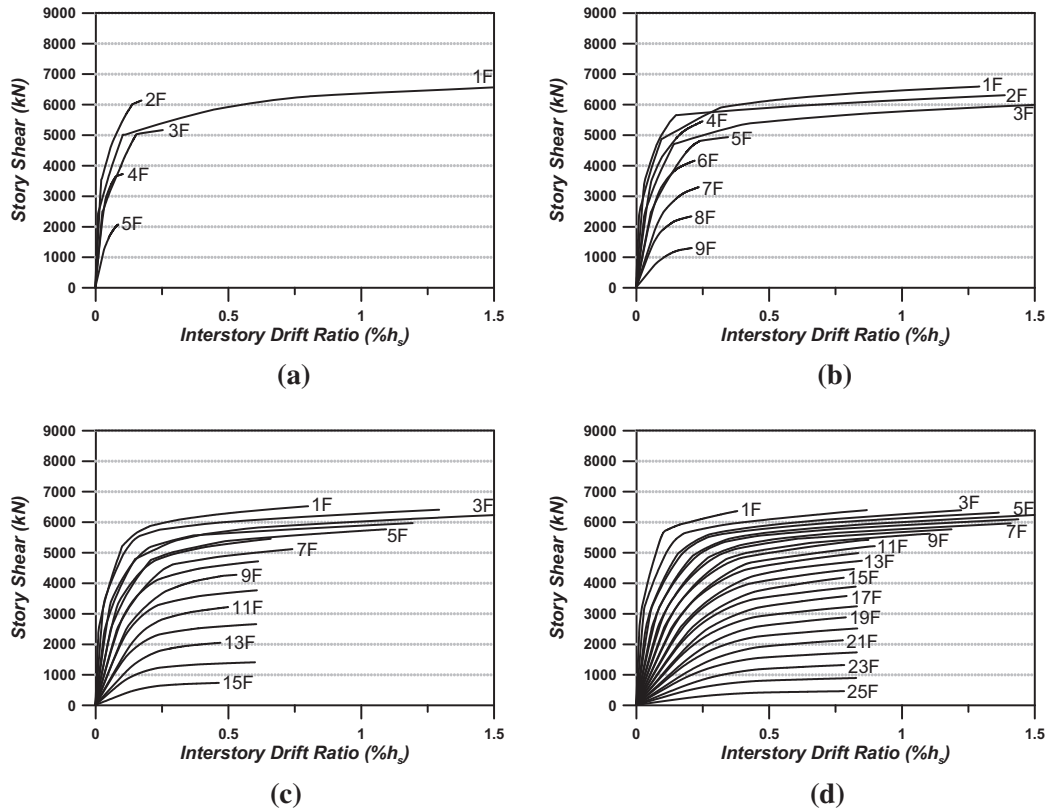 9000
8000
7000
6000
5000
4000
3000
2000
1000
0
Story Shear (kN)
1F
2F
3F
4F
5F
0 0.5 1 1.5
Interstory Drift Ratio (%hs)
(a)
9000
8000
7000
6000
5000
4000
3000
2000
1000
0
Story Shear (kN)
1F
2F
3F
4F
5F
6F
7F
8F
9F
0 0.5 1 1.5
Interstory Drift Ratio (%hs)
(b)
9000
8000
7000
6000
5000
4000
3000
2000
1000
0
Story Shear (kN)
1F
3F
5F
7F
9F
11F
13F
15F
0 0.5 1 1.5
Interstory Drift Ratio (%hs)
(c)
9000
8000
7000
6000
5000
4000
3000
2000
1000
0
Story Shear (kN)
1F
3F
5F
7F
9F
11F
13F
15F
17F
19F
21F
23F
25F
0 0.5 1 1.5
Interstory Drift Ratio (%hs)
(d)